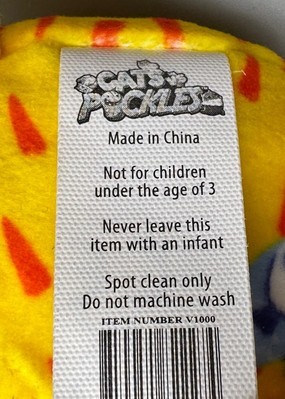 CATS VS
PICKLES
Made in China
Not for children
under the age of 3
Never leave this
item with an infant
Spot clean only
Do not machine wash
ITEM NUMBER V1000